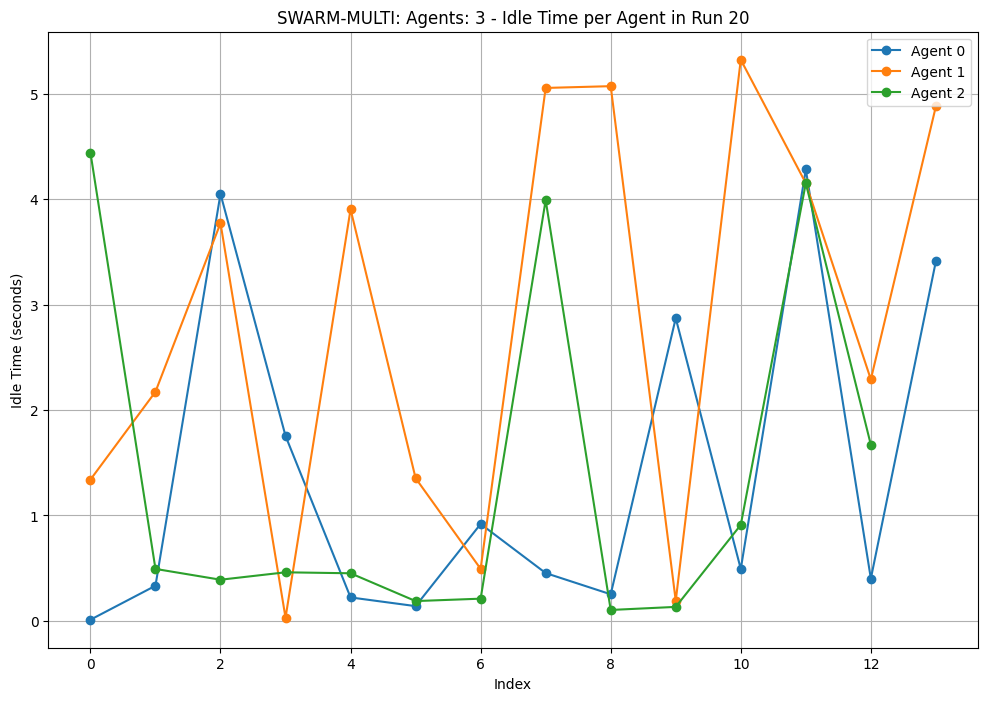 SWARM-MULTI: Agents: 3 - Idle Time per Agent in Run 20
Agent 0
Agent 1
Agent 2
Idle Time (seconds)
5
4
3
2
1
0
0 2 4 6 8 10 12
Index